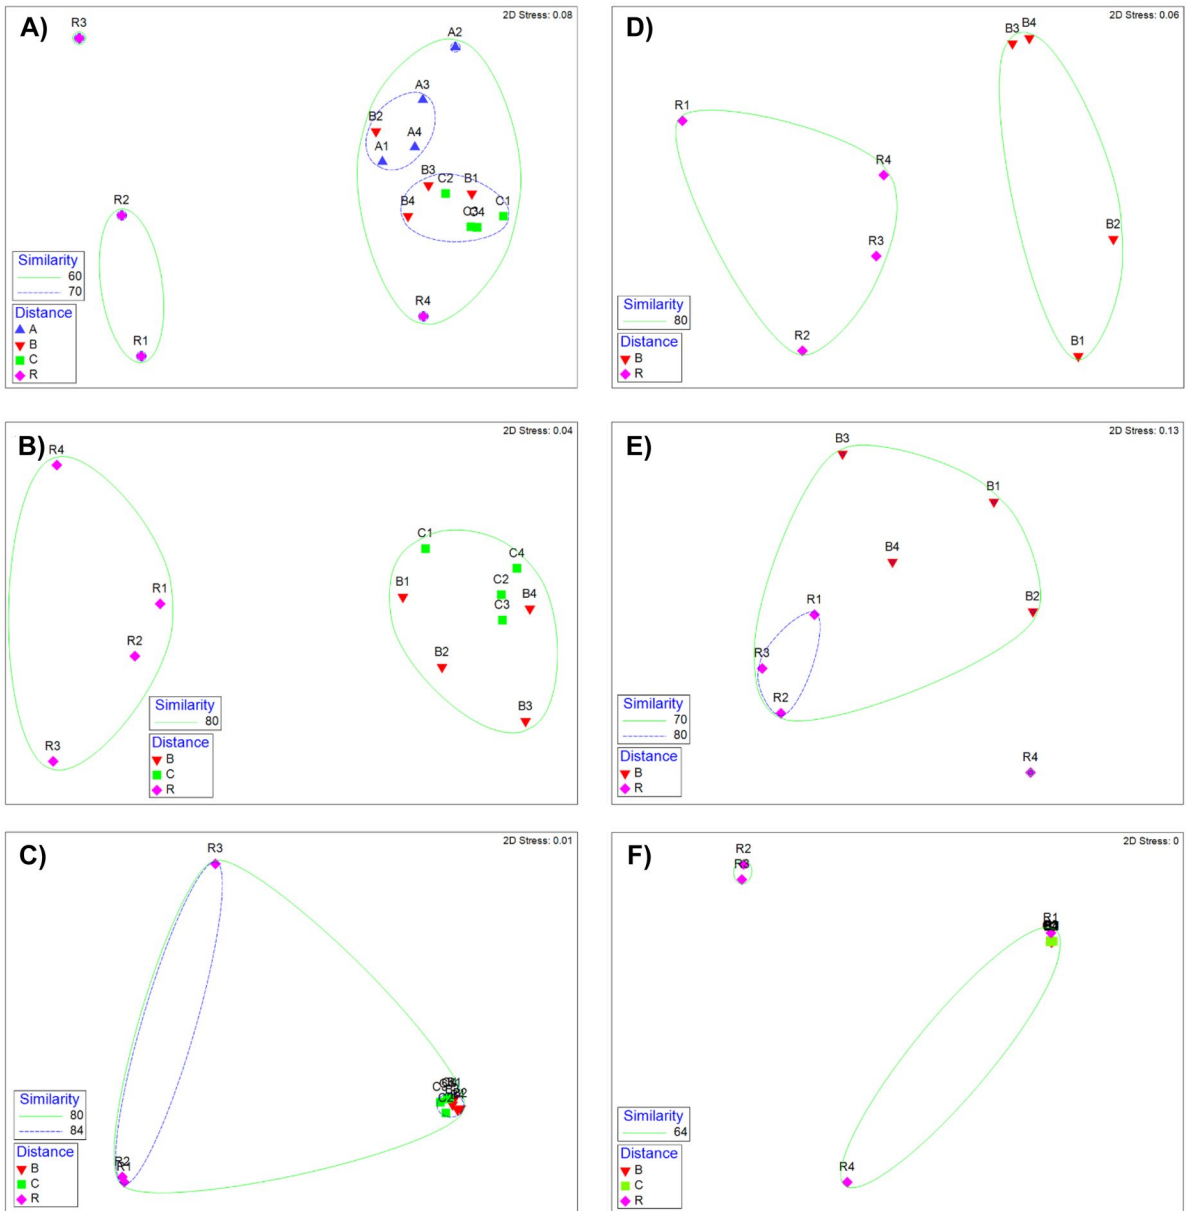 A)
2D Stress: 0.08
R3
A2
A3
B2
A4
A1
B3
C2
B1
C1
B4
R2
R4
R1
Similarity
60
70
Distance
A
B
C
R
D)
2D Stress: 0.06
B3
B4
R1
R4
B2
R3
R2
B1
Similarity
80
Distance
B
R
B)
2D Stress: 0.04
R4
C1
C4
B1
C2
B4
R1
C3
R2
B2
B3
R3
Similarity
80
Distance
B
C
R
E)
2D Stress: 0.13
B3
B1
B4
R1
B2
R3
R2
R4
Similarity
70
80
Distance
B
R
C)
2D Stress: 0.01
R3
R2
R1
Similarity
80
84
Distance
B
C
R
F)
2D Stress: 0
R2
R3
R1
R4
Similarity
64
Distance
B
C
R